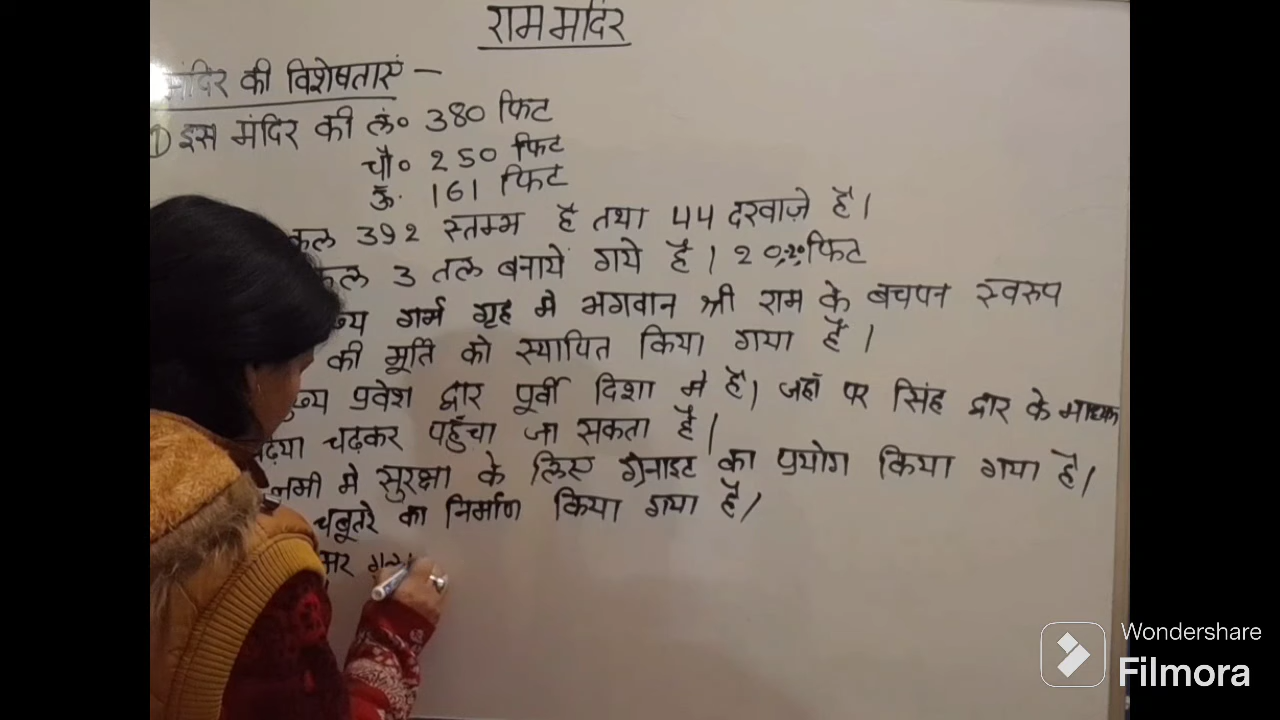 राम मंदिर
मंदिर की विशेषताएं —
① इस मंदिर की लं० 380 फिट
चौ० 250 फिट
ऊ. 161 फिट
392 स्तम्भ है तथा 44 दरवाज़े है।
3 तल बनाये गये है। 20,20 फिट
गर्भ गृह मे भगवान श्री राम के बचपन स्वरुप
की मूर्ति को स्थापित किया गया है।
प्रवेश द्वार पूर्वी दिशा मे है। जहाँ पर सिंह द्वार के
चढ़कर पहुँचा जा सकता है।
मे सुरक्षा के लिए ग्रेनाइट का प्रयोग किया गया है।
चबूतरे का निर्माण किया गया है।
Wondershare
Filmora